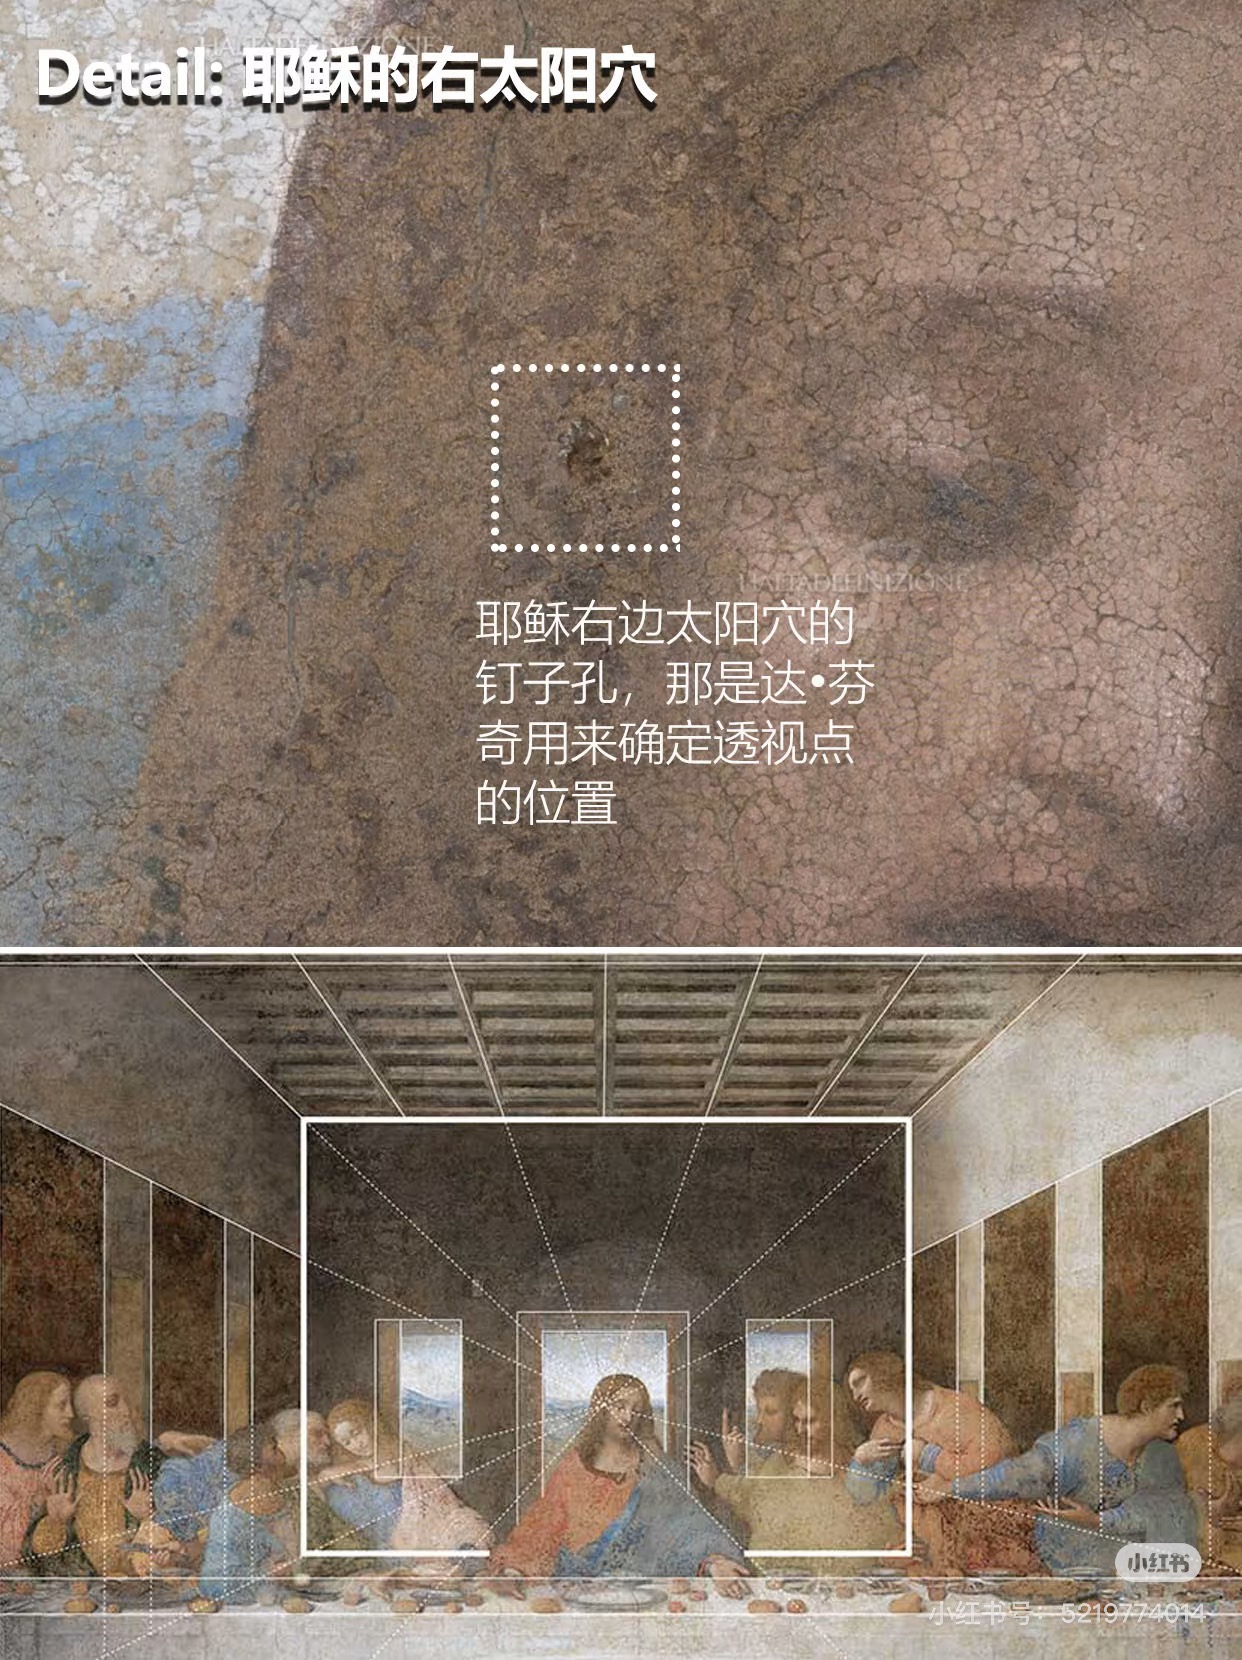 HALTADEFINIZIONE
Detail: 耶稣的右太阳穴
HALTADEFINIZIONE
耶稣右边太阳穴的
钉子孔，那是达•芬
奇用来确定透视点
的位置
小红书
小红书号：5219774014